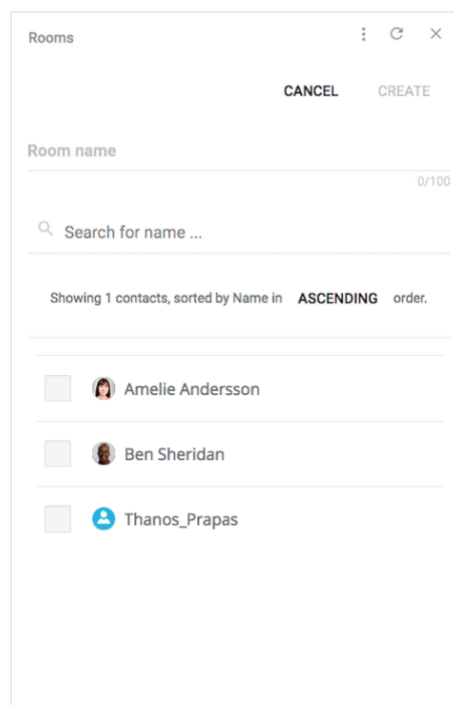 Rooms
CANCEL CREATE
Room name
0/100
Search for name ...
Showing 1 contacts, sorted by Name in ASCENDING order.
Amelie Andersson
Ben Sheridan
Thanos_Prapas